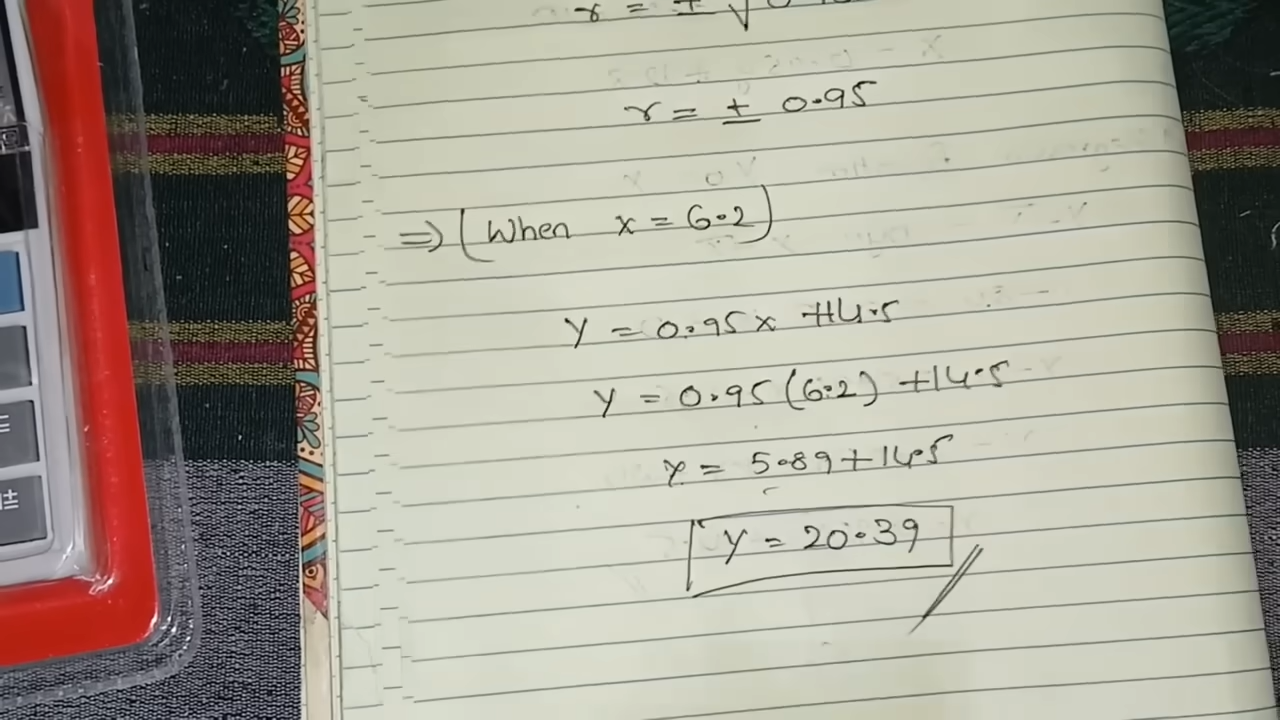 r = ± √
r = ± 0.95
⇒ (When x = 6.2)
y = 0.95x +14.5
y = 0.95(6.2) +14.5
y = 5.89+14.5
y = 20.39